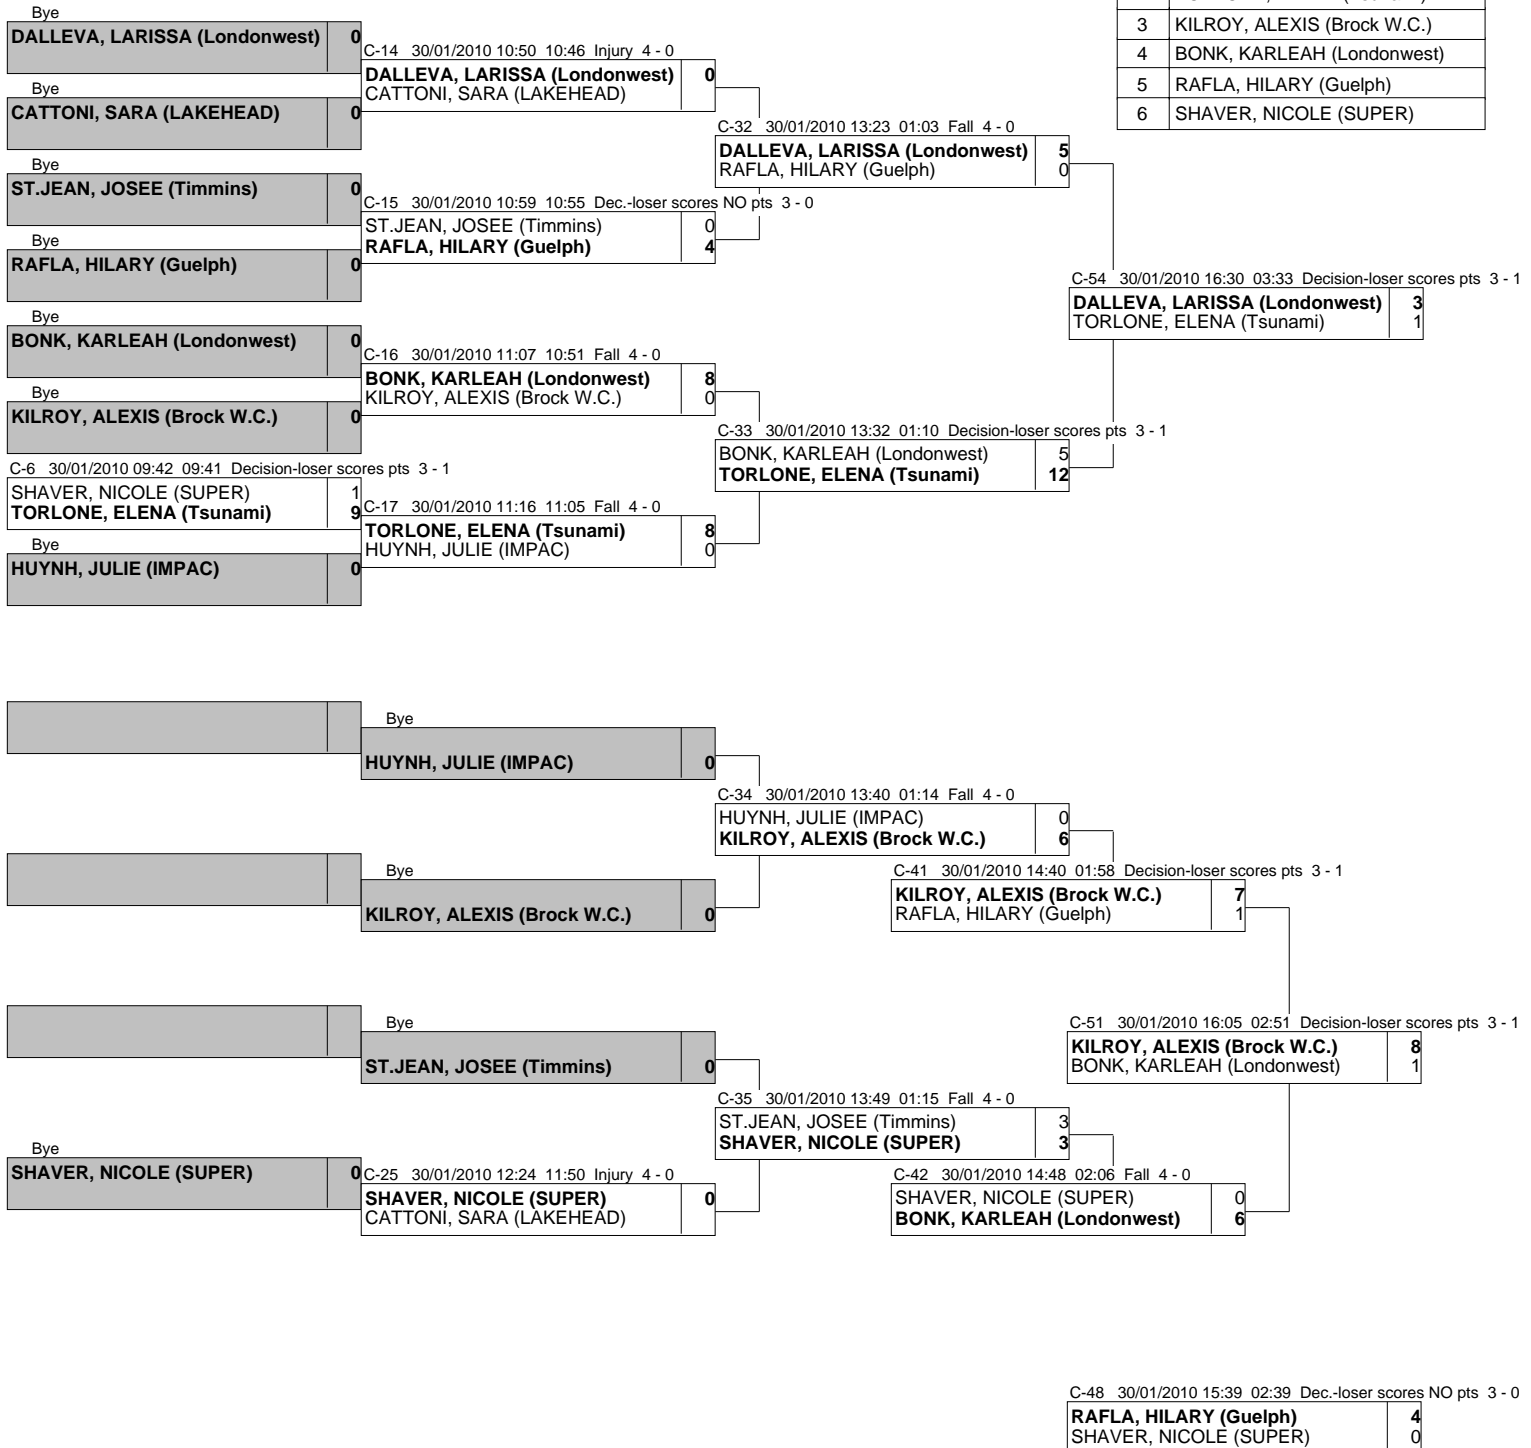 3 KILROY, ALEXIS (Brock W.C.)
4 BONK, KARLEAH (Londonwest)
5 RAFLA, HILARY (Guelph)
6 SHAVER, NICOLE (SUPER)
Bye
DALLEVA, LARISSA (Londonwest) 0
Bye
CATTONI, SARA (LAKEHEAD) 0
Bye
ST.JEAN, JOSEE (Timmins) 0
Bye
RAFLA, HILARY (Guelph) 0
Bye
BONK, KARLEAH (Londonwest) 0
Bye
KILROY, ALEXIS (Brock W.C.) 0
C-6 30/01/2010 09:42 09:41 Decision-loser scores pts 3 - 1
SHAVER, NICOLE (SUPER) 1
TORLONE, ELENA (Tsunami) 9
Bye
HUYNH, JULIE (IMPAC) 0
C-14 30/01/2010 10:50 10:46 Injury 4 - 0
DALLEVA, LARISSA (Londonwest) 0
CATTONI, SARA (LAKEHEAD)
C-15 30/01/2010 10:59 10:55 Dec.-loser scores NO pts 3 - 0
ST.JEAN, JOSEE (Timmins) 0
RAFLA, HILARY (Guelph) 4
C-16 30/01/2010 11:07 10:51 Fall 4 - 0
BONK, KARLEAH (Londonwest) 8
KILROY, ALEXIS (Brock W.C.) 0
C-17 30/01/2010 11:16 11:05 Fall 4 - 0
TORLONE, ELENA (Tsunami) 8
HUYNH, JULIE (IMPAC) 0
C-32 30/01/2010 13:23 01:03 Fall 4 - 0
DALLEVA, LARISSA (Londonwest) 5
RAFLA, HILARY (Guelph) 0
C-33 30/01/2010 13:32 01:10 Decision-loser scores pts 3 - 1
BONK, KARLEAH (Londonwest) 5
TORLONE, ELENA (Tsunami) 12
C-54 30/01/2010 16:30 03:33 Decision-loser scores pts 3 - 1
DALLEVA, LARISSA (Londonwest) 3
TORLONE, ELENA (Tsunami) 1
Bye
HUYNH, JULIE (IMPAC) 0
Bye
KILROY, ALEXIS (Brock W.C.) 0
Bye
ST.JEAN, JOSEE (Timmins) 0
Bye
SHAVER, NICOLE (SUPER) 0
C-25 30/01/2010 12:24 11:50 Injury 4 - 0
SHAVER, NICOLE (SUPER) 0
CATTONI, SARA (LAKEHEAD)
C-34 30/01/2010 13:40 01:14 Fall 4 - 0
HUYNH, JULIE (IMPAC) 0
KILROY, ALEXIS (Brock W.C.) 6
C-35 30/01/2010 13:49 01:15 Fall 4 - 0
ST.JEAN, JOSEE (Timmins) 3
SHAVER, NICOLE (SUPER) 3
C-41 30/01/2010 14:40 01:58 Decision-loser scores pts 3 - 1
KILROY, ALEXIS (Brock W.C.) 7
RAFLA, HILARY (Guelph) 1
C-42 30/01/2010 14:48 02:06 Fall 4 - 0
SHAVER, NICOLE (SUPER) 0
BONK, KARLEAH (Londonwest) 6
C-51 30/01/2010 16:05 02:51 Decision-loser scores pts 3 - 1
KILROY, ALEXIS (Brock W.C.) 8
BONK, KARLEAH (Londonwest) 1
C-48 30/01/2010 15:39 02:39 Dec.-loser scores NO pts 3 - 0
RAFLA, HILARY (Guelph) 4
SHAVER, NICOLE (SUPER) 0